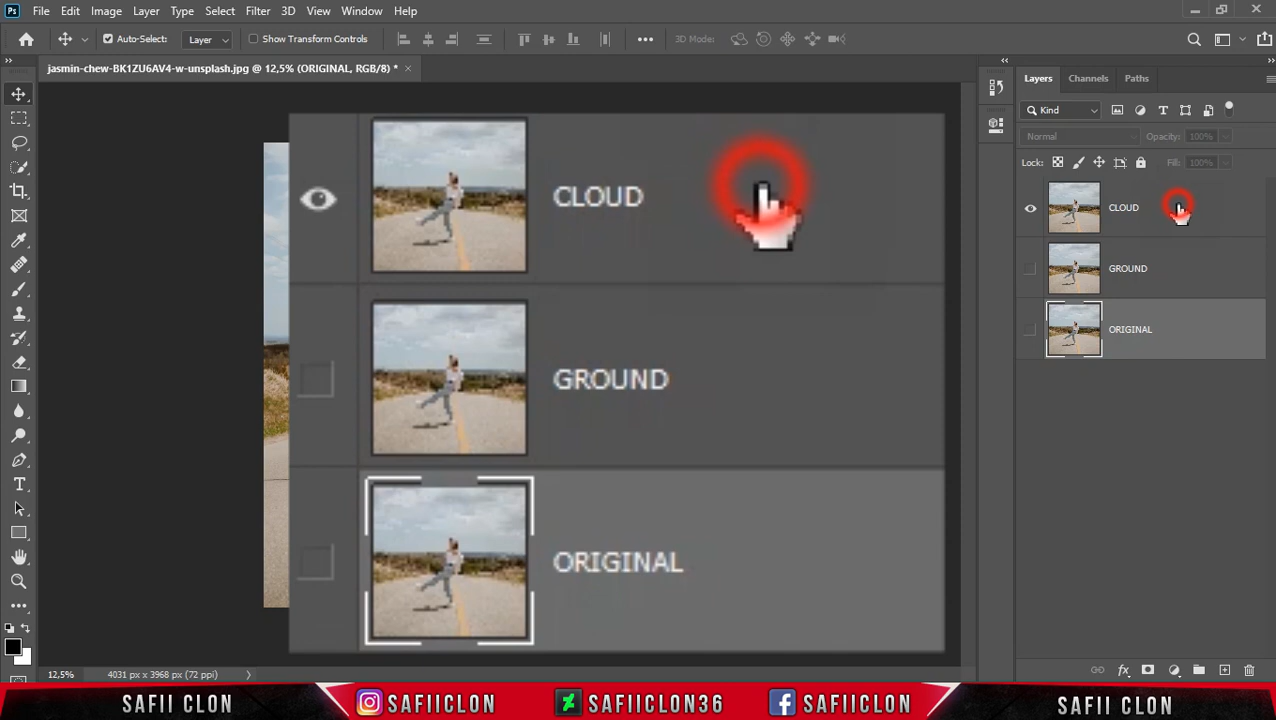 Ps File Edit Image Layer Type Select Filter 3D View Window Help
Auto-Select: Layer Show Transform Controls ••• 3D Mode:
jasmin-chew-BK1ZU6AV4-w-unsplash.jpg @ 12,5% (ORIGINAL, RGB/8) * ×
Layers Channels Paths
Kind
Normal Opacity: 100%
Lock: Fill: 100%
CLOUD
GROUND
ORIGINAL
CLOUD
GROUND
ORIGINAL
12,5% 4031 px x 3968 px (72 ppi)
SAFII CLON SAFIICLON SAFIICLON36 SAFIICLON SAFII CLON